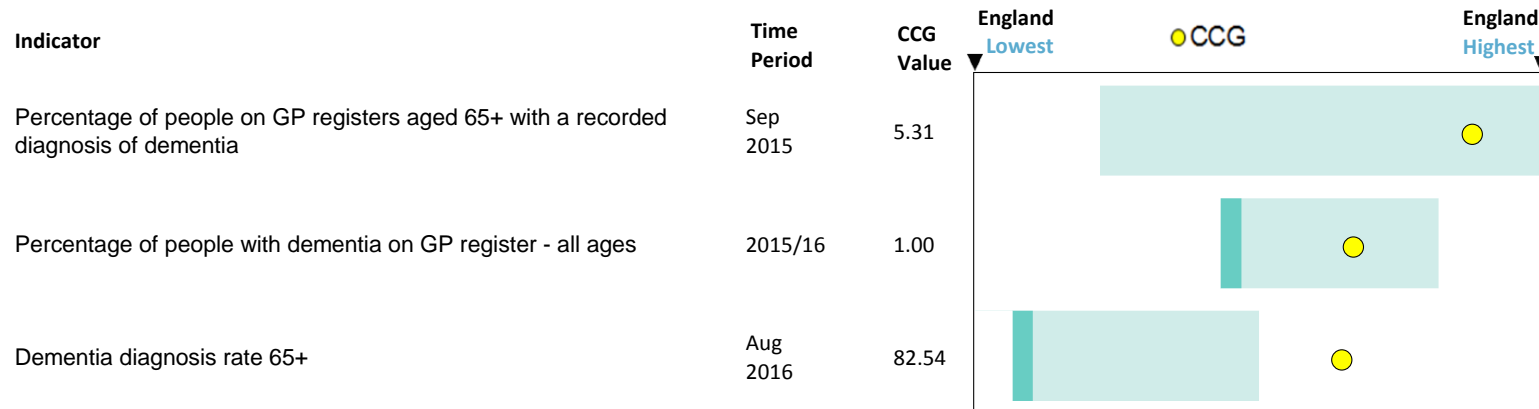 Indicator
Time Period
CCG Value
England Lowest
CCG
England Highest
Percentage of people on GP registers aged 65+ with a recorded
diagnosis of dementia
Sep
2015
5.31
Percentage of people with dementia on GP register - all ages
2015/16
1.00
Dementia diagnosis rate 65+
Aug
2016
82.54